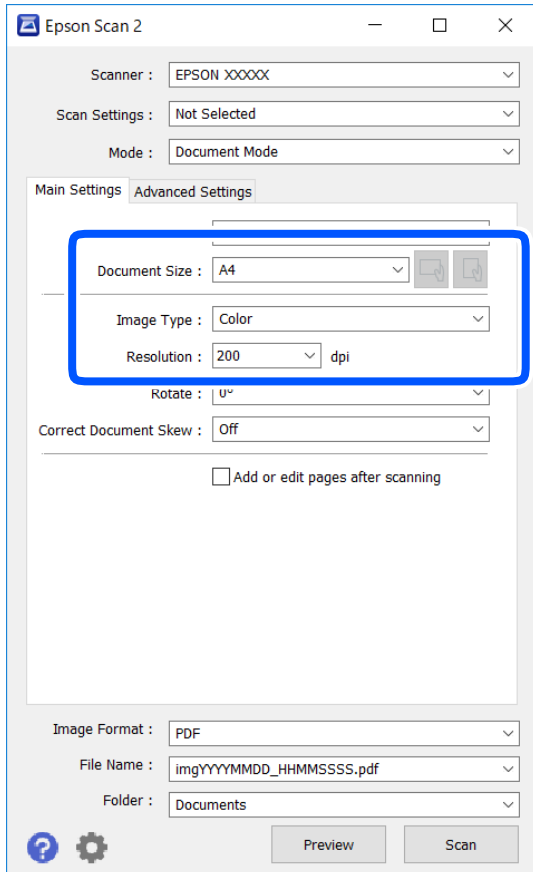 Epson Scan 2
Scanner : EPSON XXXXX
Scan Settings : Not Selected
Mode : Document Mode
Main Settings Advanced Settings
Document Size : A4
Image Type : Color
Resolution : 200 dpi
Rotate : 0°
Correct Document Skew : Off
Add or edit pages after scanning
Image Format : PDF
File Name : imgYYYYMMDD_HHMMSSSS.pdf
Folder : Documents
? Preview Scan